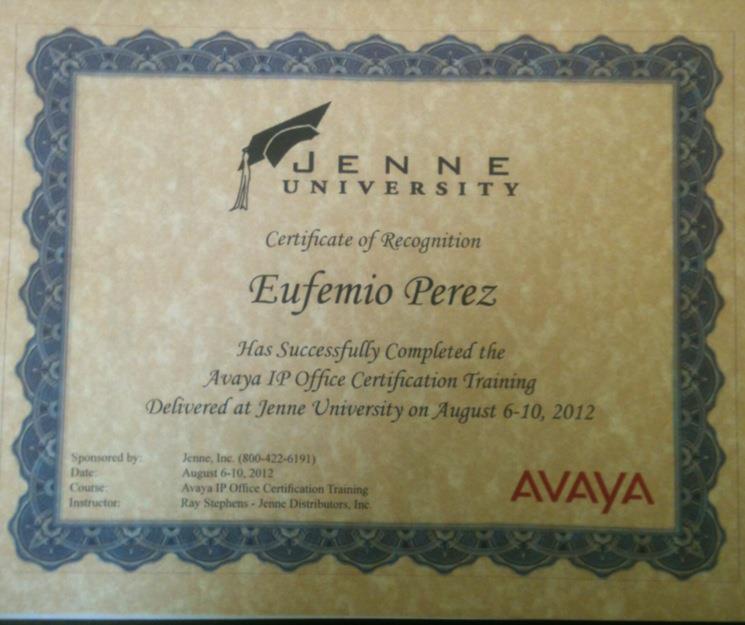 JENNE
UNIVERSITY
Certificate of Recognition
Eufemio Perez
Has Successfully Completed the
Avaya IP Office Certification Training
Delivered at Jenne University on August 6-10, 2012
Sponsored by: Jenne, Inc. (800-422-6191)
Date: August 6-10, 2012
Course: Avaya IP Office Certification Training
Instructor: Ray Stephens - Jenne Distributors, Inc.
AVAYA